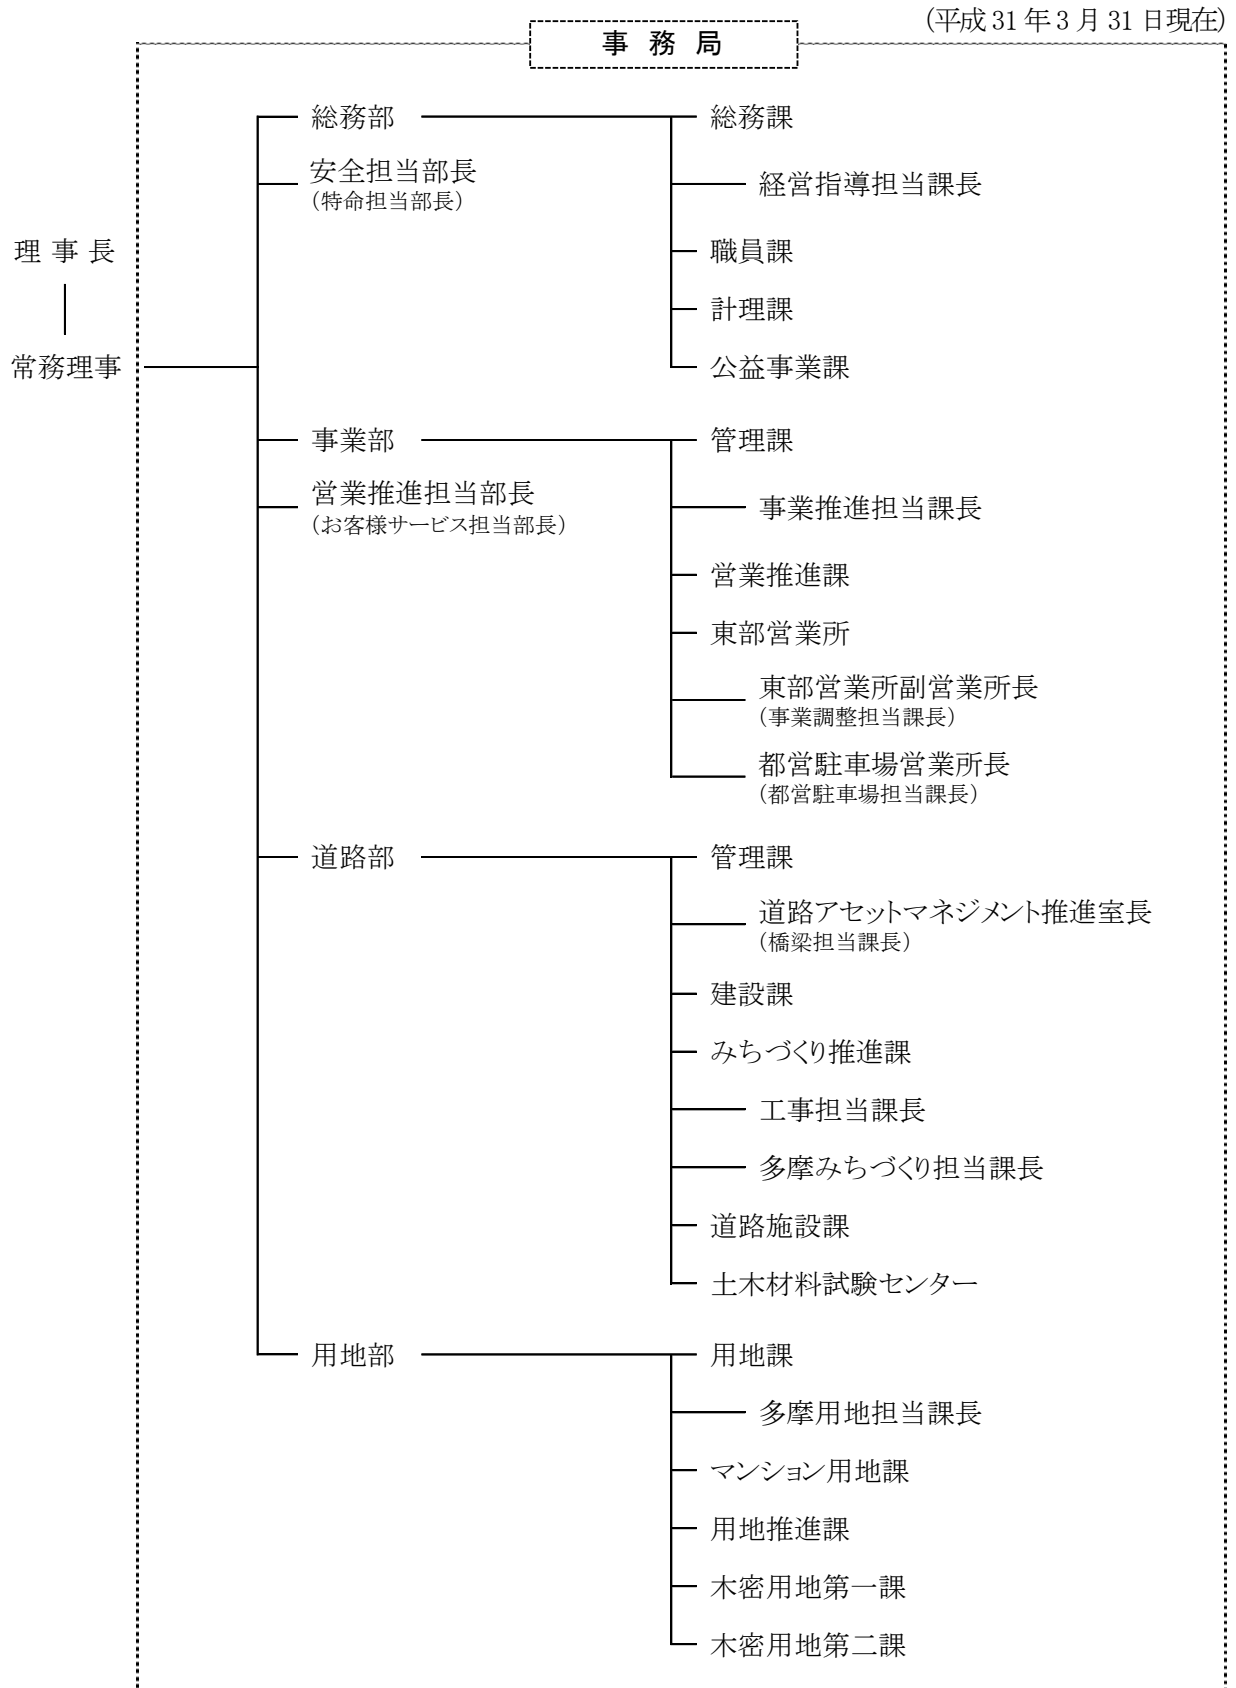 (平成31年3月31日現在)
事 務 局
総務部
総務課
安全担当部長
(特命担当部長)
経営指導担当課長
理 事 長
職員課
計理課
常務理事
公益事業課
事業部
管理課
営業推進担当部長
(お客様サービス担当部長)
事業推進担当課長
営業推進課
東部営業所
東部営業所副営業所長
(事業調整担当課長)
都営駐車場営業所長
(都営駐車場担当課長)
道路部
管理課
道路アセットマネジメント推進室長
(橋梁担当課長)
建設課
みちづくり推進課
工事担当課長
多摩みちづくり担当課長
道路施設課
土木材料試験センター
用地部
用地課
多摩用地担当課長
マンション用地課
用地推進課
木密用地第一課
木密用地第二課